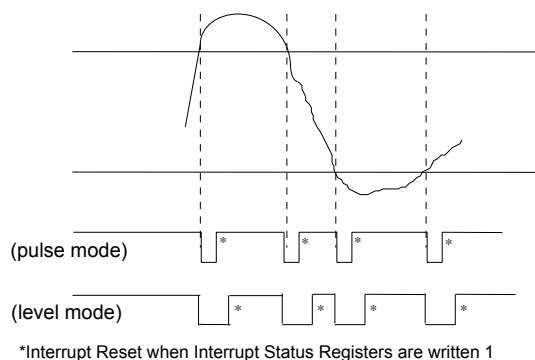 * * * *
(pulse mode)
* * * *
(level mode)
*Interrupt Reset when Interrupt Status Registers are written 1